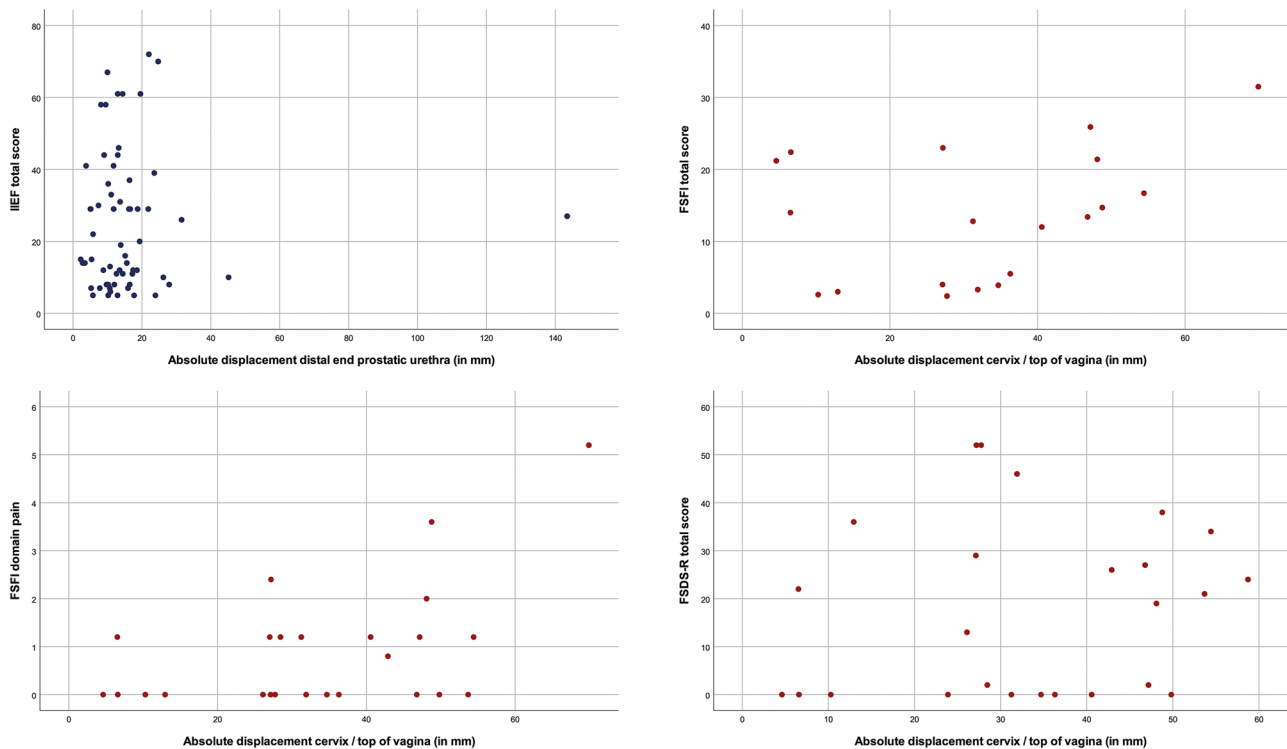 80
60
40
20
0
IIEF total score
0 20 40 60 80 100 120 140
Absolute displacement distal end prostatic urethra (in mm)
40
30
20
10
0
FSFI total score
0 20 40 60
Absolute displacement cervix / top of vagina (in mm)
6
5
4
3
2
1
0
FSFI domain pain
0 20 40 60
Absolute displacement cervix / top of vagina (in mm)
60
50
40
30
20
10
0
FSDS-R total score
0 10 20 30 40 50 60
Absolute displacement cervix / top of vagina (in mm)